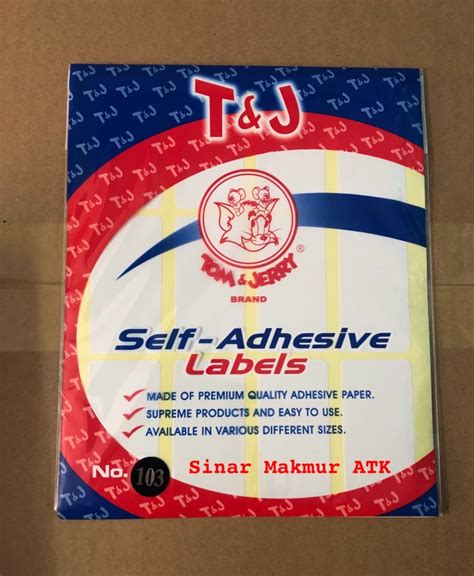 T&J
TOM & JERRY ®
BRAND
Self-Adhesive
Labels
MADE OF PREMIUM QUALITY ADHESIVE PAPER.
SUPREME PRODUCTS AND EASY TO USE.
AVAILABLE IN VARIOUS DIFFERENT SIZES.
No. 103
Sinar Makmur ATK